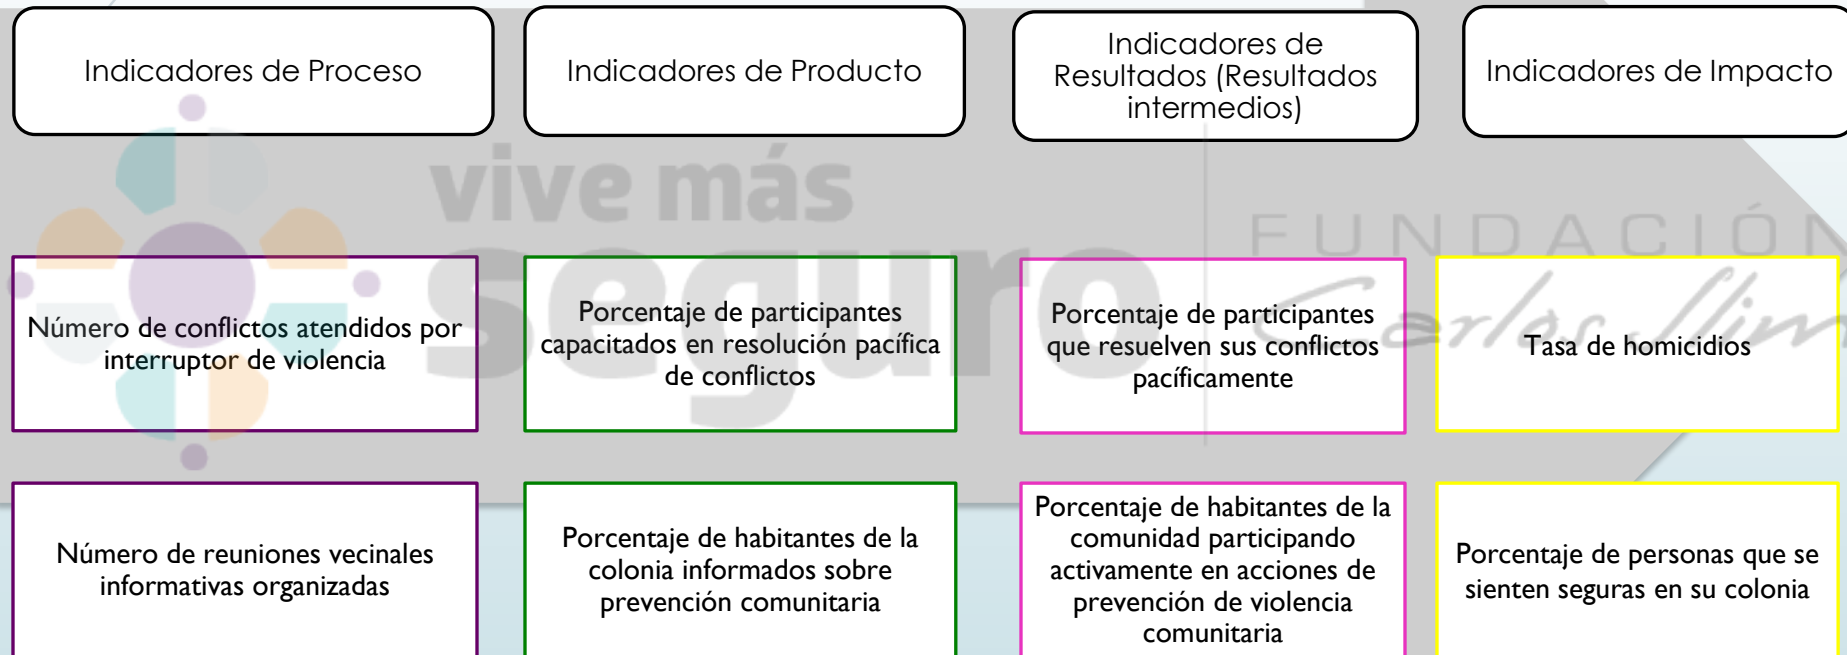 Indicadores de Proceso
Indicadores de Producto
Indicadores de
Resultados (Resultados
intermedios)
Indicadores de Impacto
vive más
seguro
FUNDACIÓN
Carlos Slim
Número de conflictos atendidos por
interruptor de violencia
Porcentaje de participantes
capacitados en resolución pacífica
de conflictos
Porcentaje de participantes
que resuelven sus conflictos
pacíficamente
Tasa de homicidios
Número de reuniones vecinales
informativas organizadas
Porcentaje de habitantes de la
colonia informados sobre
prevención comunitaria
Porcentaje de habitantes de la
comunidad participando
activamente en acciones de
prevención de violencia
comunitaria
Porcentaje de personas que se
sienten seguras en su colonia